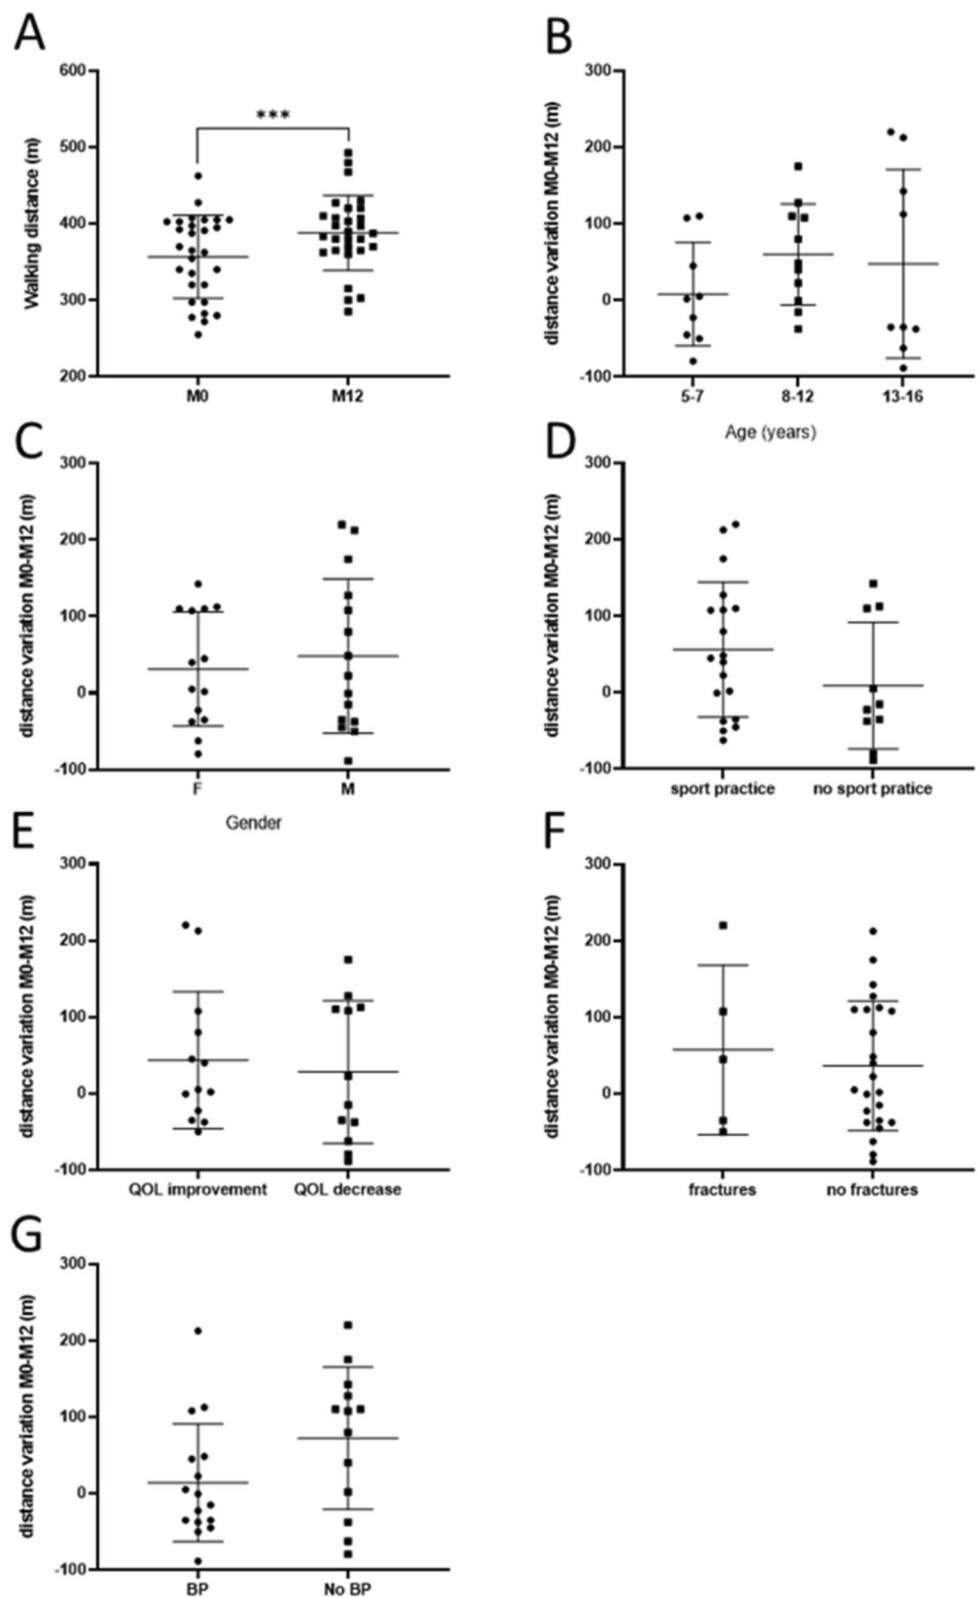 A
Walking distance (m)
600
500
400
300
200
***
M0
M12
B
distance variation M0-M12 (m)
300
200
100
0
-100
5-7
8-12
13-16
Age (years)
C
distance variation M0-M12 (m)
300
200
100
0
-100
F
M
Gender
D
distance variation M0-M12 (m)
300
200
100
0
-100
sport practice
no sport pratice
E
distance variation M0-M12 (m)
300
200
100
0
-100
QOL improvement
QOL decrease
F
distance variation M0-M12 (m)
300
200
100
0
-100
fractures
no fractures
G
distance variation M0-M12 (m)
300
200
100
0
-100
BP
No BP